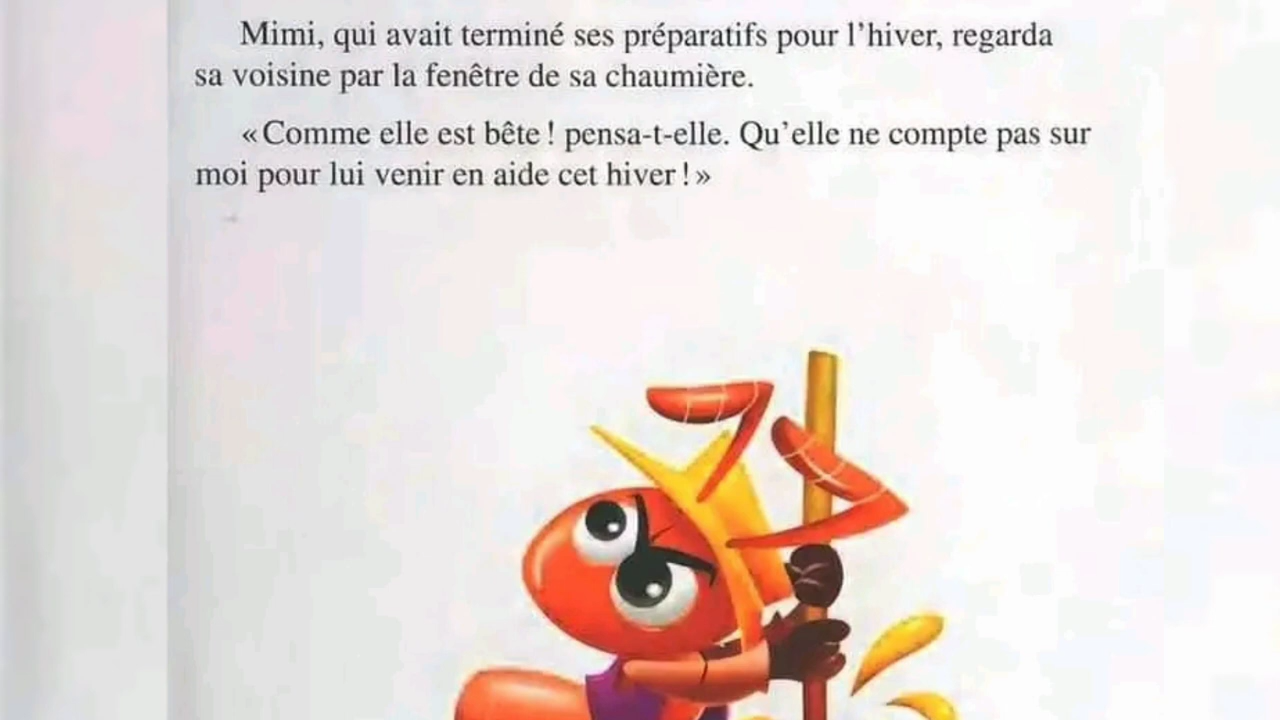 Mimi, qui avait terminé ses préparatifs pour l'hiver, regarda
sa voisine par la fenêtre de sa chaumière.
« Comme elle est bête ! pensa-t-elle. Qu'elle ne compte pas sur
moi pour lui venir en aide cet hiver ! »